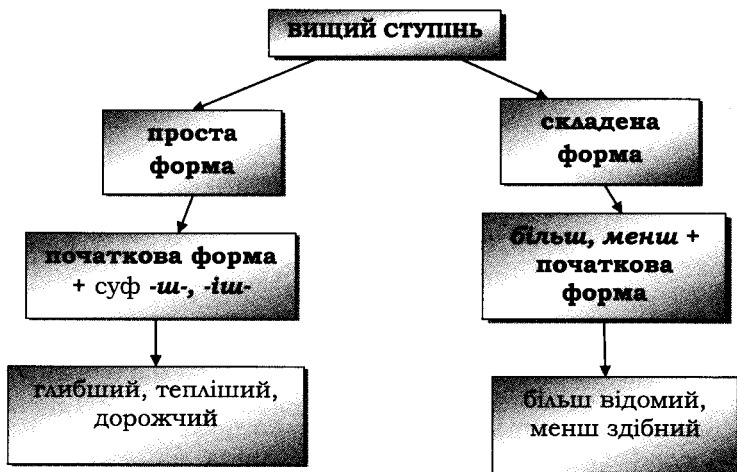 ВИЩИЙ СТУПІНЬ
проста
форма
складена
форма
початкова форма
+ суф -ш-, -іш-
більш, менш +
початкова
форма
глибший, тепліший,
дорожчий
більш відомий,
менш здібний